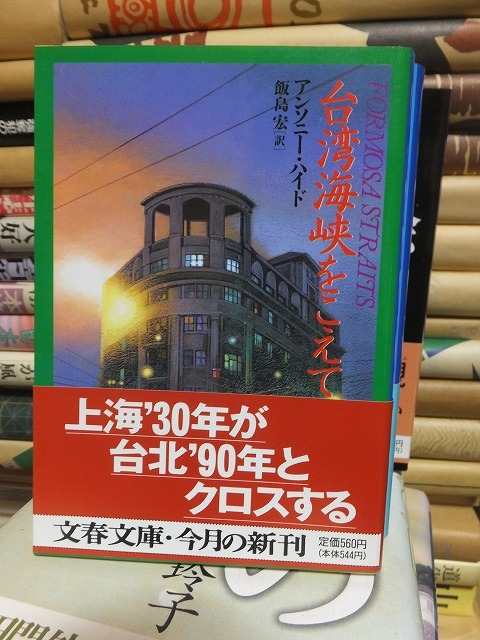 台湾海峡をこえて
FORMOSA STRAITS
アンソニー・ハイド
飯島 宏[訳]
上海'30年が
台北'90年と
クロスする
文春文庫・今月の新刊
定価560円
(本体544円)
の
玲子